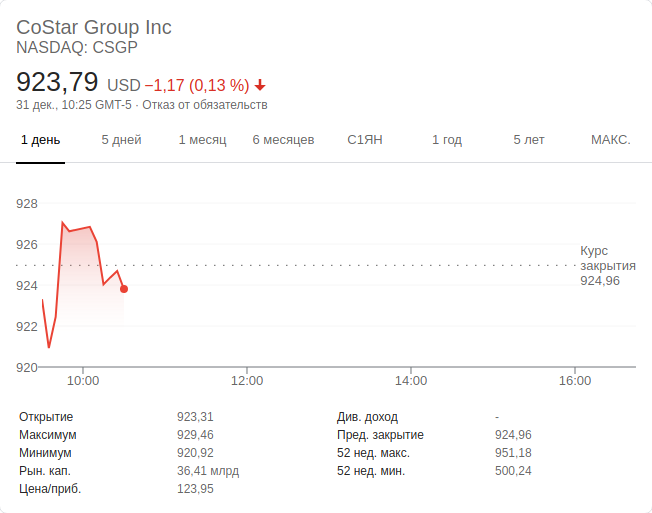 CoStar Group Inc
NASDAQ: CSGP
923,79 USD −1,17 (0,13 %)
31 дек., 10:25 GMT-5 · Отказ от обязательств
1 день 5 дней 1 месяц 6 месяцев С1ЯН 1 год 5 лет МАКС.
928
926
924
922
920
Курс
закрытия
924,96
10:00 12:00 14:00 16:00
Открытие 923,31 Див. доход -
Максимум 929,46 Пред. закрытие 924,96
Минимум 920,92 52 нед. макс. 951,18
Рын. кап. 36,41 млрд 52 нед. мин. 500,24
Цена/приб. 123,95